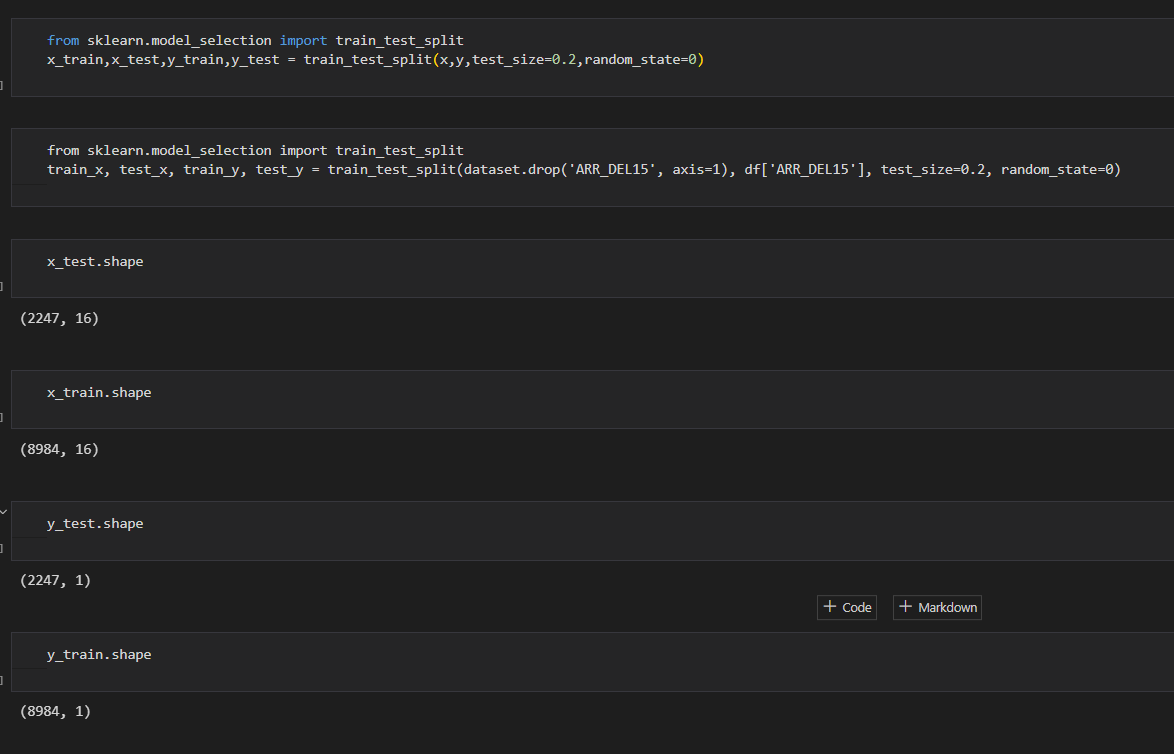 from sklearn.model_selection import train_test_split
x_train,x_test,y_train,y_test = train_test_split(x,y,test_size=0.2,random_state=0)
]
from sklearn.model_selection import train_test_split
train_x, test_x, train_y, test_y = train_test_split(dataset.drop('ARR_DEL15', axis=1), df['ARR_DEL15'], test_size=0.2, random_state=0)
x_test.shape
]
(2247, 16)
x_train.shape
]
(8984, 16)
y_test.shape
]
(2247, 1)
+ Code + Markdown
y_train.shape
]
(8984, 1)